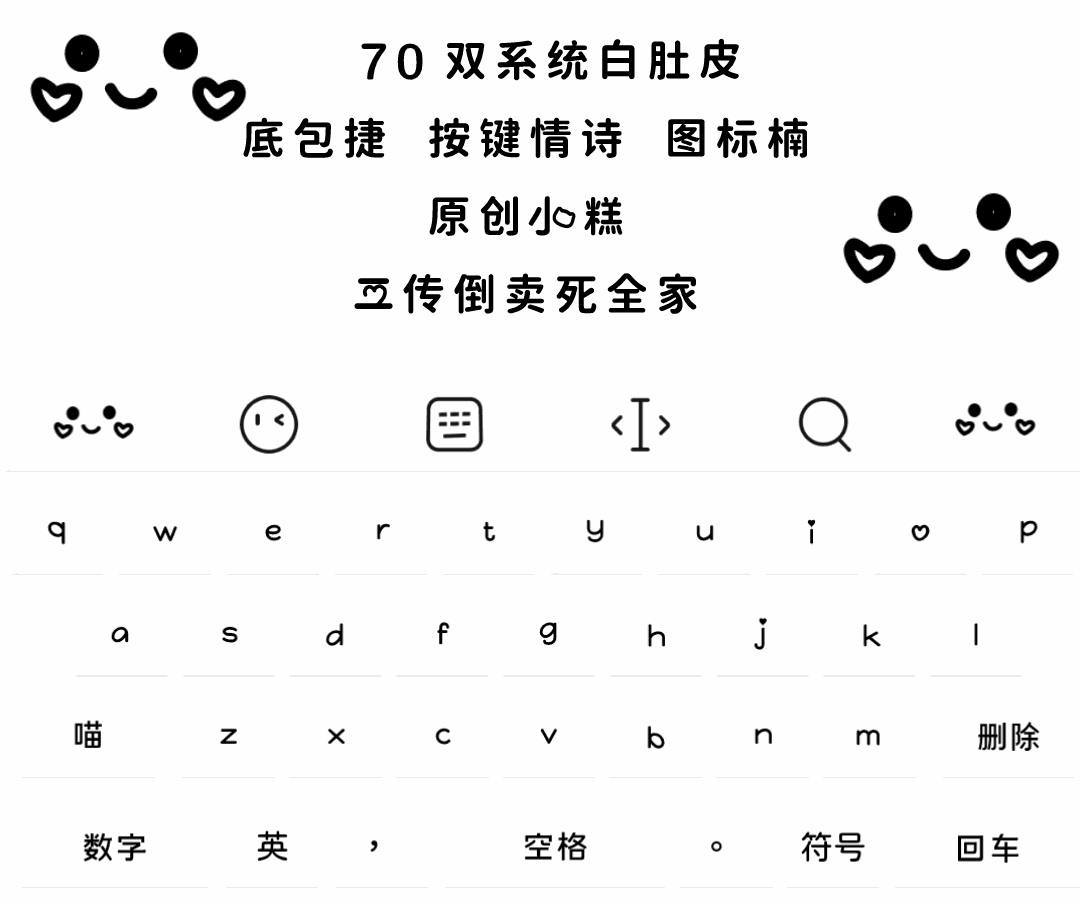 70 双系统白肚皮
底包捷 按键情诗 图标楠
原创小糕
互传倒卖死全家
q w e r t y u i o p
a s d f g h j k l
喵 z x c v b n m 删除
数字 英 ， 空格 。 符号 回车